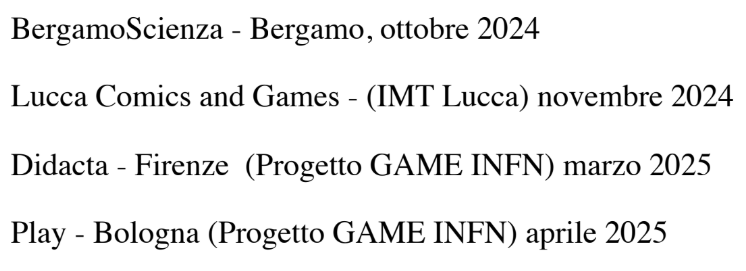 BergamoScienza - Bergamo, ottobre 2024
Lucca Comics and Games - (IMT Lucca) novembre 2024
Didacta - Firenze  (Progetto GAME INFN) marzo 2025
Play - Bologna (Progetto GAME INFN) aprile 2025